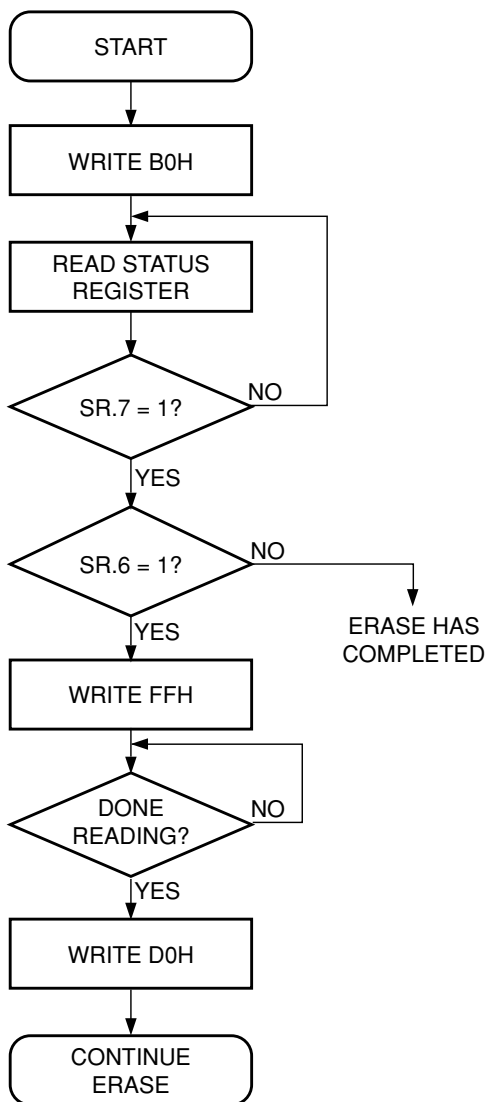 START
WRITE B0H
READ STATUS
REGISTER
SR.7 = 1?
NO
YES
SR.6 = 1?
NO
YES
ERASE HAS
COMPLETED
WRITE FFH
DONE
READING?
NO
YES
WRITE D0H
CONTINUE
ERASE